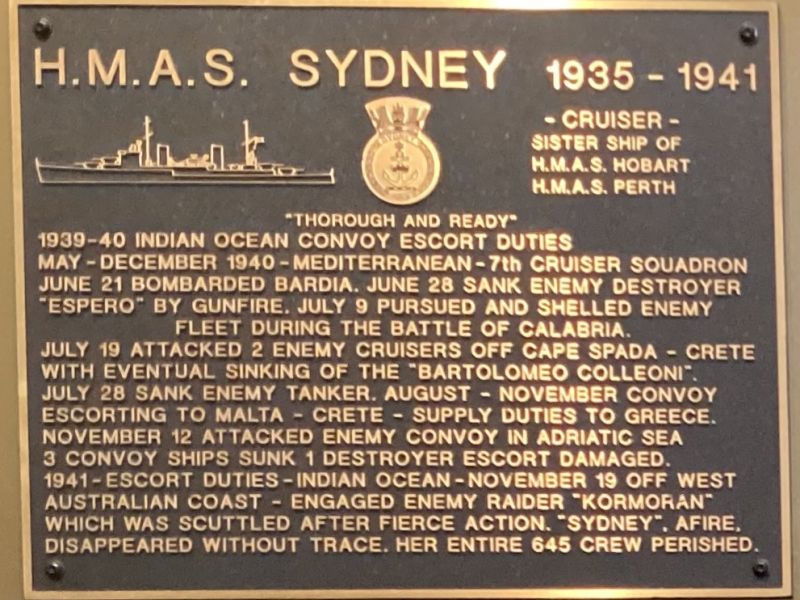 H.M.A.S. SYDNEY 1935 - 1941
- CRUISER -
SISTER SHIP OF
H.M.A.S. HOBART
H.M.A.S. PERTH
SYDNEY
"THOROUGH AND READY"
1939-40 INDIAN OCEAN CONVOY ESCORT DUTIES
MAY - DECEMBER 1940 - MEDITERRANEAN - 7th CRUISER SQUADRON
JUNE 21 BOMBARDED BARDIA. JUNE 28 SANK ENEMY DESTROYER
"ESPERO" BY GUNFIRE. JULY 9 PURSUED AND SHELLED ENEMY
FLEET DURING THE BATTLE OF CALABRIA.
JULY 19 ATTACKED 2 ENEMY CRUISERS OFF CAPE SPADA - CRETE
WITH EVENTUAL SINKING OF THE "BARTOLOMEO COLLEONI".
JULY 28 SANK ENEMY TANKER. AUGUST - NOVEMBER CONVOY
ESCORTING TO MALTA - CRETE - SUPPLY DUTIES TO GREECE.
NOVEMBER 12 ATTACKED ENEMY CONVOY IN ADRIATIC SEA
3 CONVOY SHIPS SUNK 1 DESTROYER ESCORT DAMAGED.
1941 - ESCORT DUTIES - INDIAN OCEAN - NOVEMBER 19 OFF WEST
AUSTRALIAN COAST - ENGAGED ENEMY RAIDER "KORMORAN"
WHICH WAS SCUTTLED AFTER FIERCE ACTION. "SYDNEY", AFIRE,
DISAPPEARED WITHOUT TRACE. HER ENTIRE 645 CREW PERISHED.